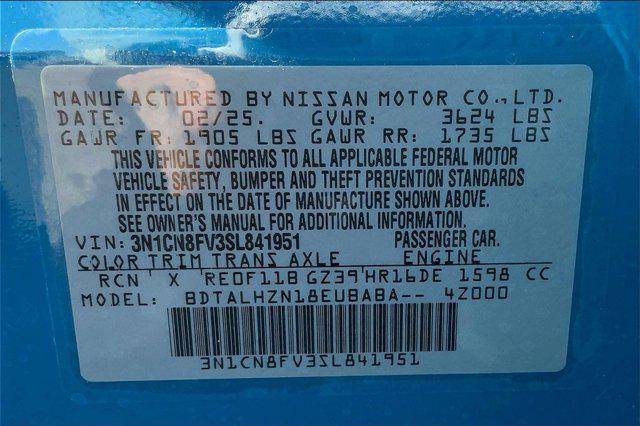 MANUFACTURED BY NISSAN MOTOR CO., LTD.
DATE: 02/25. GVWR: 3624 LBS
GAWR FR: 1905 LBS GAWR RR: 1735 LBS
THIS VEHICLE CONFORMS TO ALL APPLICABLE FEDERAL MOTOR
VEHICLE SAFETY, BUMPER AND THEFT PREVENTION STANDARDS
IN EFFECT ON THE DATE OF MANUFACTURE SHOWN ABOVE.
SEE OWNER'S MANUAL FOR ADDITIONAL INFORMATION.
VIN: 3N1CN8FV3SL841951 PASSENGER CAR.
COLOR TRIM TRANS AXLE ENGINE
RCN X RE0F11B GZ39 HR16DE 1598 CC
MODEL: BDTALHZN18EUBABA-- 4Z000
3N1CN8FV3SL841951